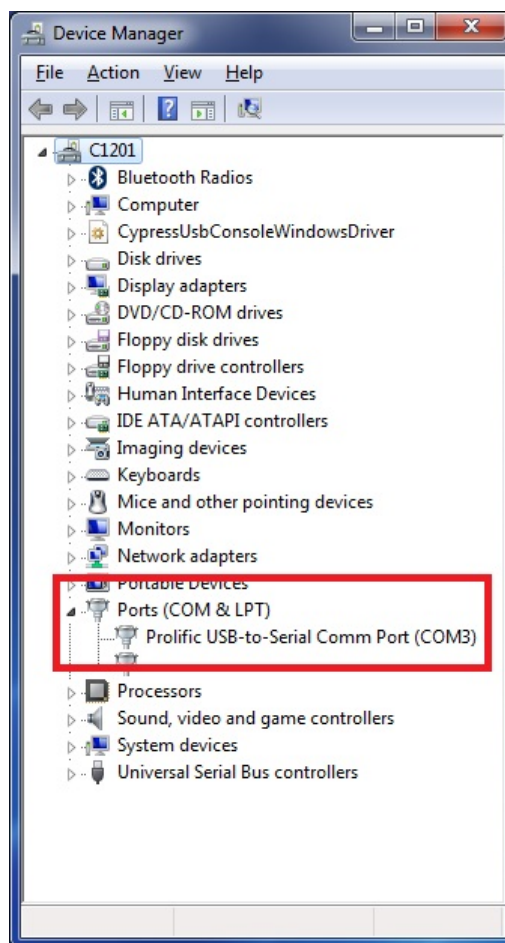 Device Manager
File Action View Help
C1201
Bluetooth Radios
Computer
CypressUsbConsoleWindowsDriver
Disk drives
Display adapters
DVD/CD-ROM drives
Floppy disk drives
Floppy drive controllers
Human Interface Devices
IDE ATA/ATAPI controllers
Imaging devices
Keyboards
Mice and other pointing devices
Monitors
Network adapters
Portable Devices
Ports (COM & LPT)
Prolific USB-to-Serial Comm Port (COM3)
Processors
Sound, video and game controllers
System devices
Universal Serial Bus controllers